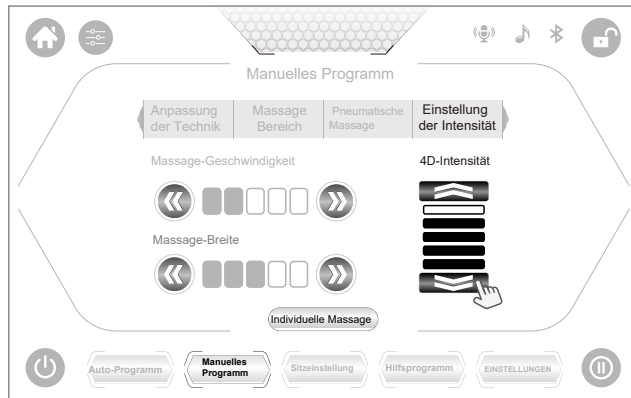 Manuelles Programm
Anpassung
der Technik
Massage
Bereich
Pneumatische
Massage
Einstellung
der Intensität
Massage-Geschwindigkeit
4D-Intensität
Massage-Breite
Individuelle Massage
Auto-Programm
Manuelles
Programm
Sitzeinstellung
Hilfsprogramm
EINSTELLUNGEN